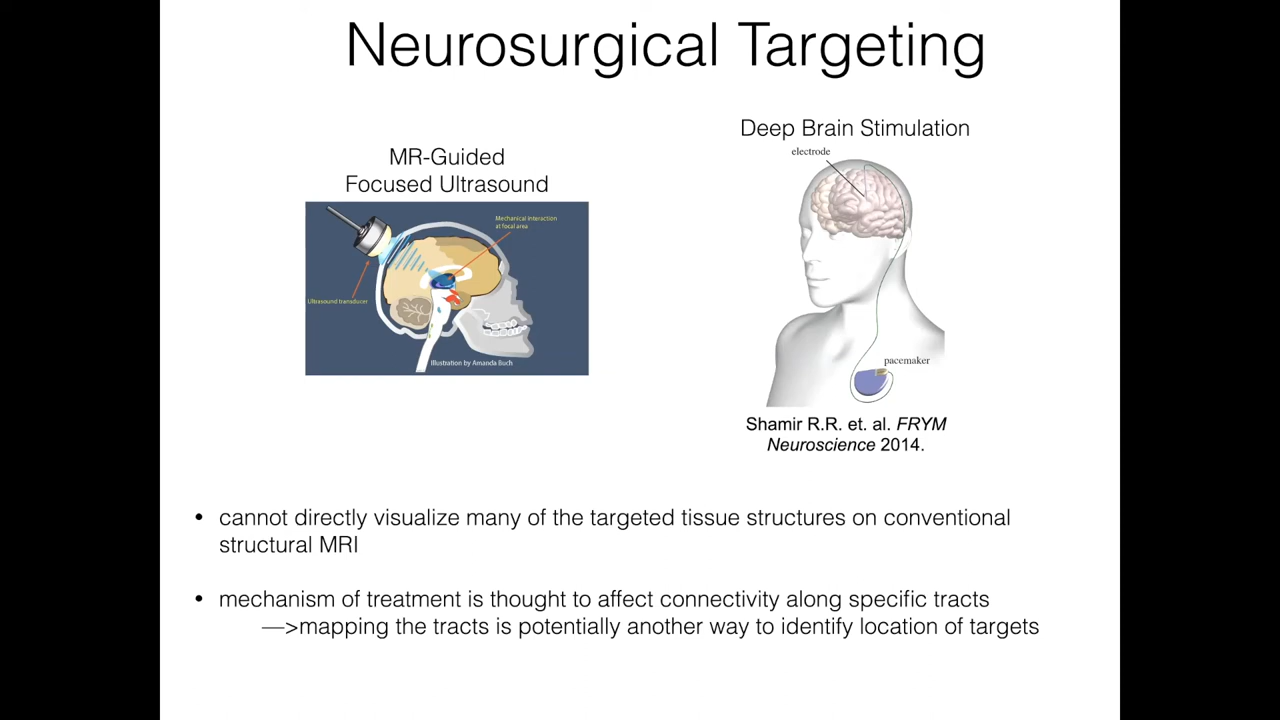 Neurosurgical Targeting
MR-Guided
Focused Ultrasound
Mechanical interaction
at focal area
Ultrasound transducer
Illustration by Amanda Buch
Deep Brain Stimulation
electrode
pacemaker
Shamir R.R. et. al. FRYM
Neuroscience 2014.
• cannot directly visualize many of the targeted tissue structures on conventional
structural MRI
• mechanism of treatment is thought to affect connectivity along specific tracts
—>mapping the tracts is potentially another way to identify location of targets